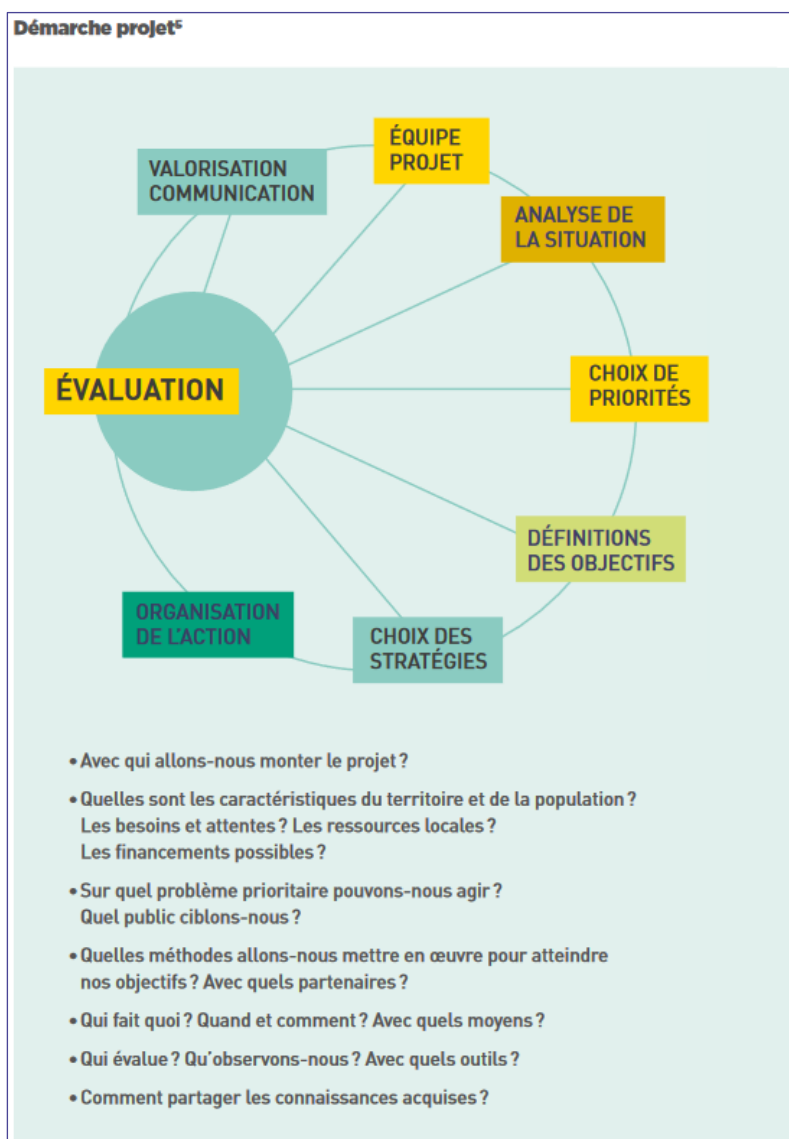 Démarche projet⁵
ÉQUIPE
PROJET
VALORISATION
COMMUNICATION
ANALYSE DE
LA SITUATION
ÉVALUATION
CHOIX DE
PRIORITÉS
DÉFINITIONS
DES OBJECTIFS
ORGANISATION
DE L'ACTION
CHOIX DES
STRATÉGIES
• Avec qui allons-nous monter le projet ?
• Quelles sont les caractéristiques du territoire et de la population ?
Les besoins et attentes ? Les ressources locales ?
Les financements possibles ?
• Sur quel problème prioritaire pouvons-nous agir ?
Quel public ciblons-nous ?
• Quelles méthodes allons-nous mettre en œuvre pour atteindre
nos objectifs ? Avec quels partenaires ?
• Qui fait quoi ? Quand et comment ? Avec quels moyens ?
• Qui évalue ? Qu'observons-nous ? Avec quels outils ?
• Comment partager les connaissances acquises ?